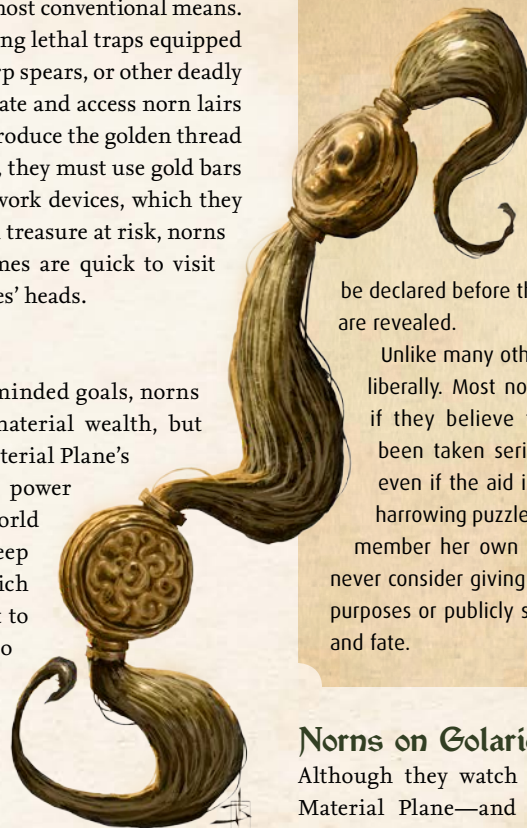 most conventional means.
ng lethal traps equipped
rp spears, or other deadly
ate and access norn lairs
roduce the golden thread
, they must use gold bars
work devices, which they
treasure at risk, norns
mes are quick to visit
es’ heads.
minded goals, norns
material wealth, but
terial Plane’s
power
orld
eep
ich
t to
o
be declared before th
are revealed.
Unlike many oth
liberally. Most no
if they believe
been taken seri
even if the aid i
harrowing puzzle
member her own
never consider giving
purposes or publicly s
and fate.
Norns on Golari
Although they watch
Material Plane—and